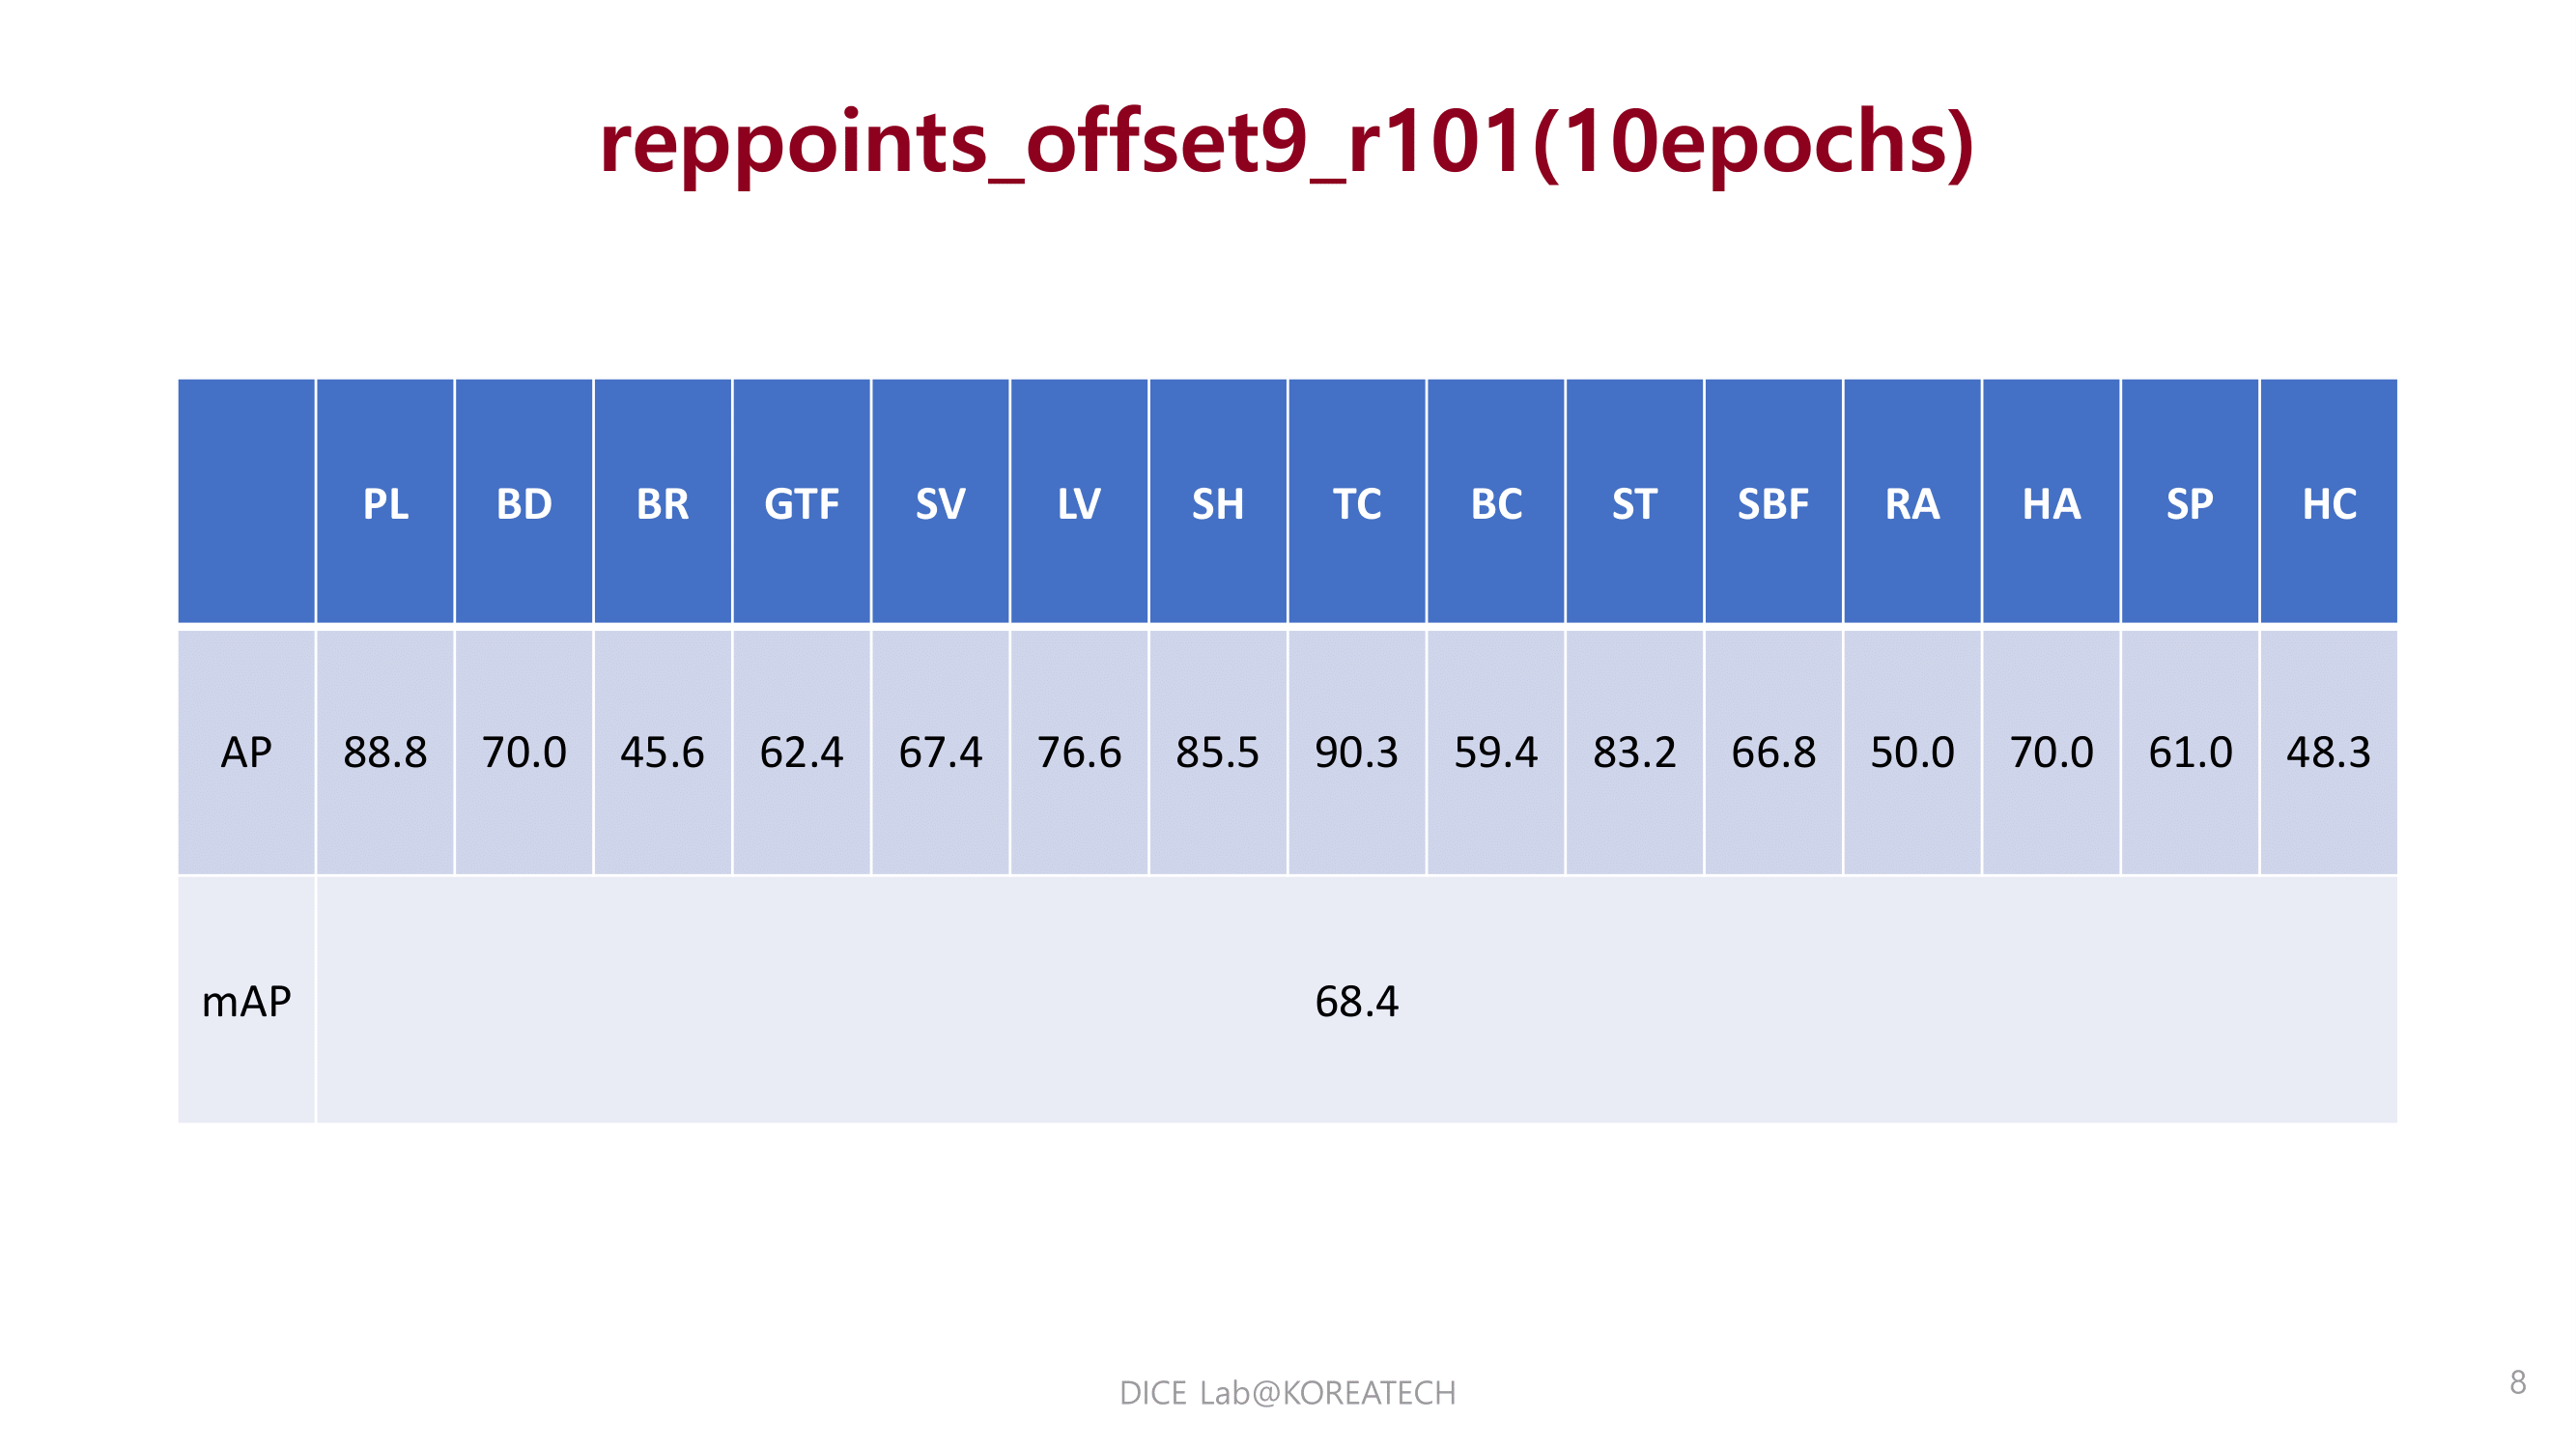 reppoints_offset9_r101(10epochs)
PL BD BR GTF SV LV SH TC BC ST SBF RA HA SP HC
AP 88.8 70.0 45.6 62.4 67.4 76.6 85.5 90.3 59.4 83.2 66.8 50.0 70.0 61.0 48.3
mAP 68.4
DICE Lab@KOREATECH
8